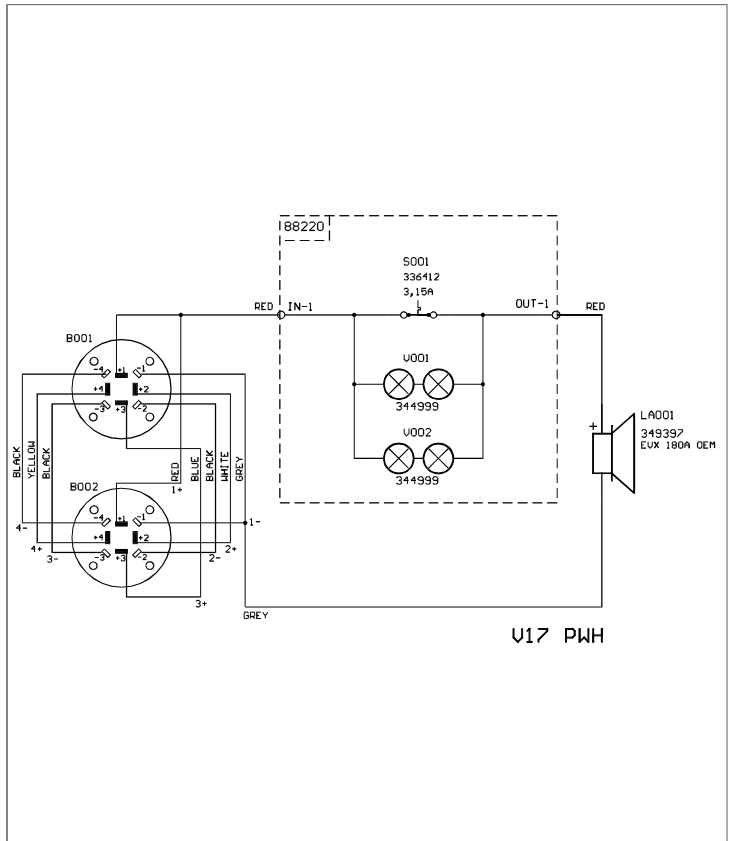 88220
S001
336412
3,15A
RED
IN-1
OUT-1
RED
B001
V001
344999
V002
344999
-4
+1
-1
+4
+2
-3
+3
-2
LA001
349397
EVX 180A OEM
+
BLACK
YELLOW
BLACK
RED
1+
BLUE
BLACK
WHITE
GREY
B002
-4
+1
-1
+4
+2
-3
+3
-2
4-
4+
3-
1-
2+
2-
3+
GREY
V17 PWH